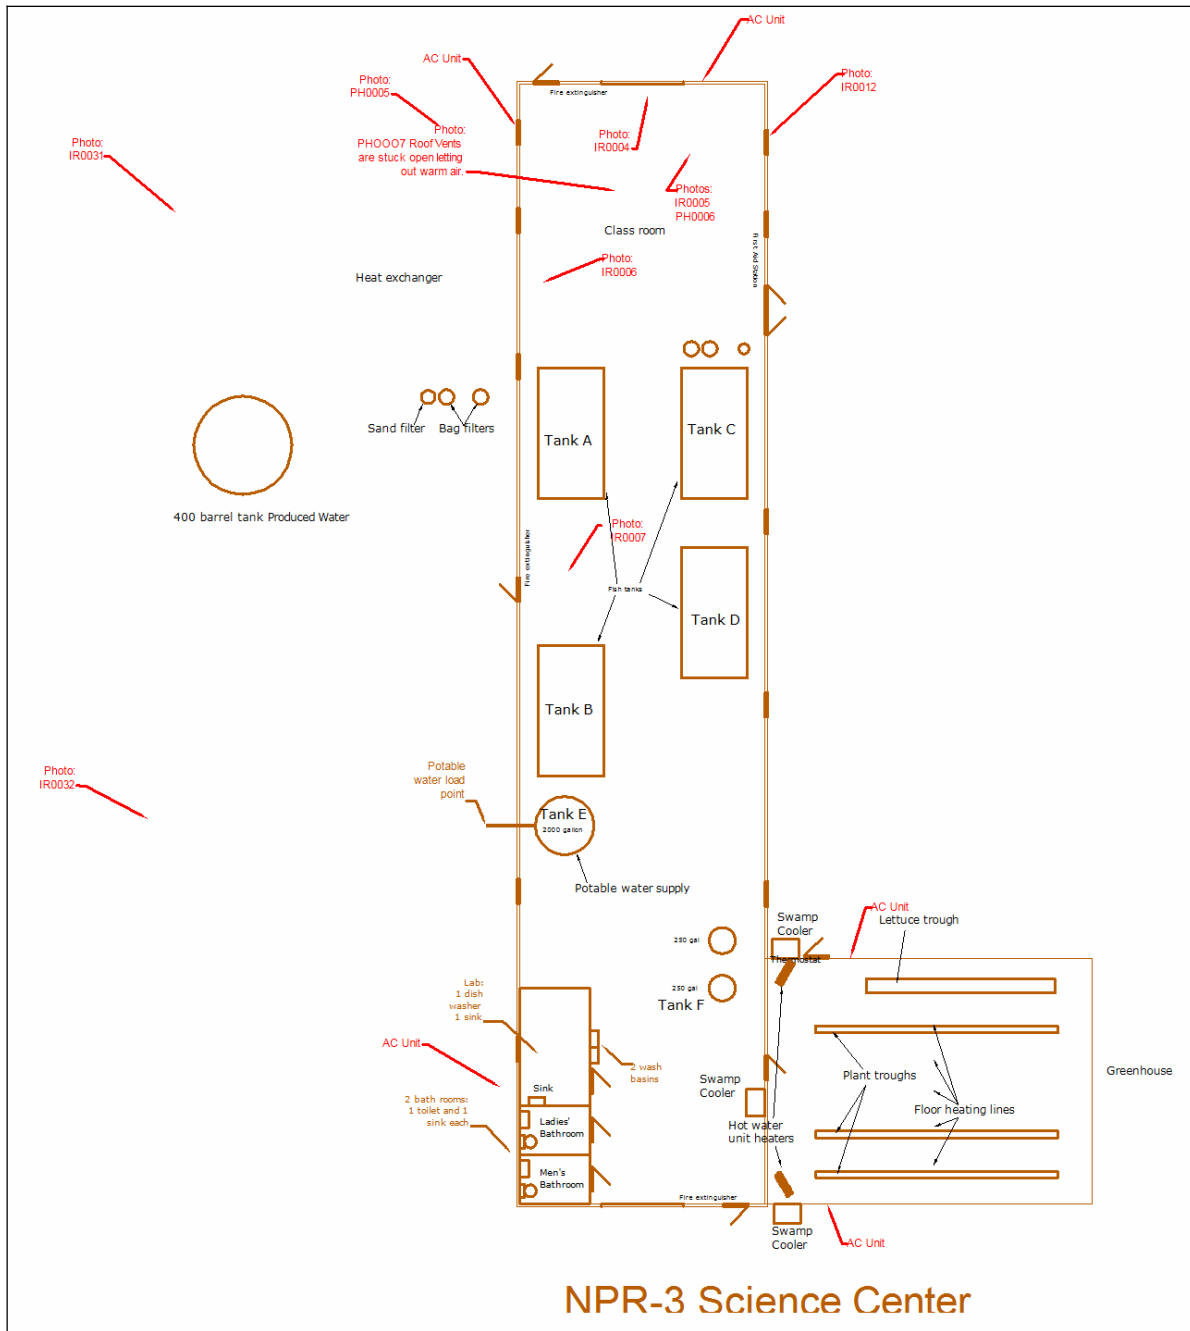 AC Unit
AC Unit
Photo:
PH0005
Photo:
IR0012
Fire extinguisher
Photo:
PHOOO7 Roof Vents
are stuck open letting
out warm air.
Photo:
IR0004
Photo:
IR0031
Photos:
IR0005
PH0006
Class room
First Aid Station
Photo:
IR0006
Heat exchanger
Sand filter
Bag filters
Tank A
Tank C
400 barrel tank Produced Water
Photo:
IR0007
Fire extinguisher
Fish tanks
Tank D
Tank B
Photo:
IR0032
Potable
water load
point
Tank E
2000 gallon
Potable water supply
AC Unit
Lettuce trough
Swamp
Cooler
Thermostat
250 gal
250 gal
Tank F
Lab:
1 dish
washer
1 sink
AC Unit
2 wash
basins
Sink
Swamp
Cooler
Plant troughs
Greenhouse
Floor heating lines
Hot water
unit heaters
2 bath rooms:
1 toilet and 1
sink each
Ladies'
Bathroom
Men's
Bathroom
Fire extinguisher
Swamp
Cooler
AC Unit
NPR-3 Science Center